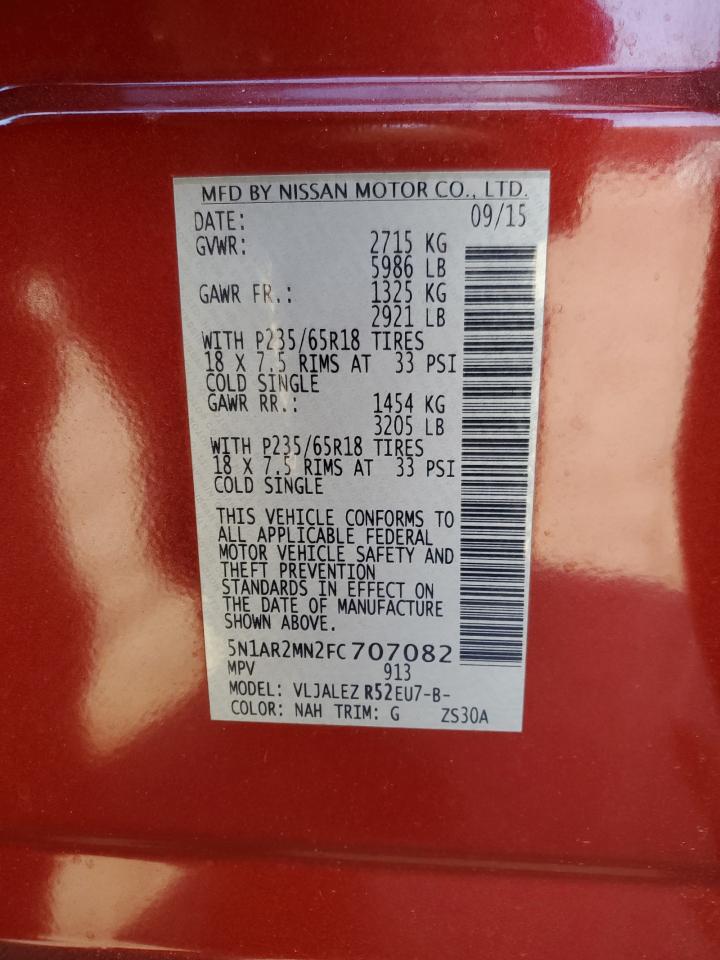 MFD BY NISSAN MOTOR CO., LTD.
DATE: 09/15
GVWR: 2715 KG
5986 LB
GAWR FR.: 1325 KG
2921 LB
WITH P235/65R18 TIRES
18 X 7.5 RIMS AT 33 PSI
COLD SINGLE
GAWR RR.: 1454 KG
3205 LB
WITH P235/65R18 TIRES
18 X 7.5 RIMS AT 33 PSI
COLD SINGLE
THIS VEHICLE CONFORMS TO
ALL APPLICABLE FEDERAL
MOTOR VEHICLE SAFETY AND
THEFT PREVENTION
STANDARDS IN EFFECT ON
THE DATE OF MANUFACTURE
SHOWN ABOVE.
5N1AR2MN2FC707082
MPV 913
MODEL: VLJALEZ R52EU7-B-
COLOR: NAH TRIM: G ZS30A